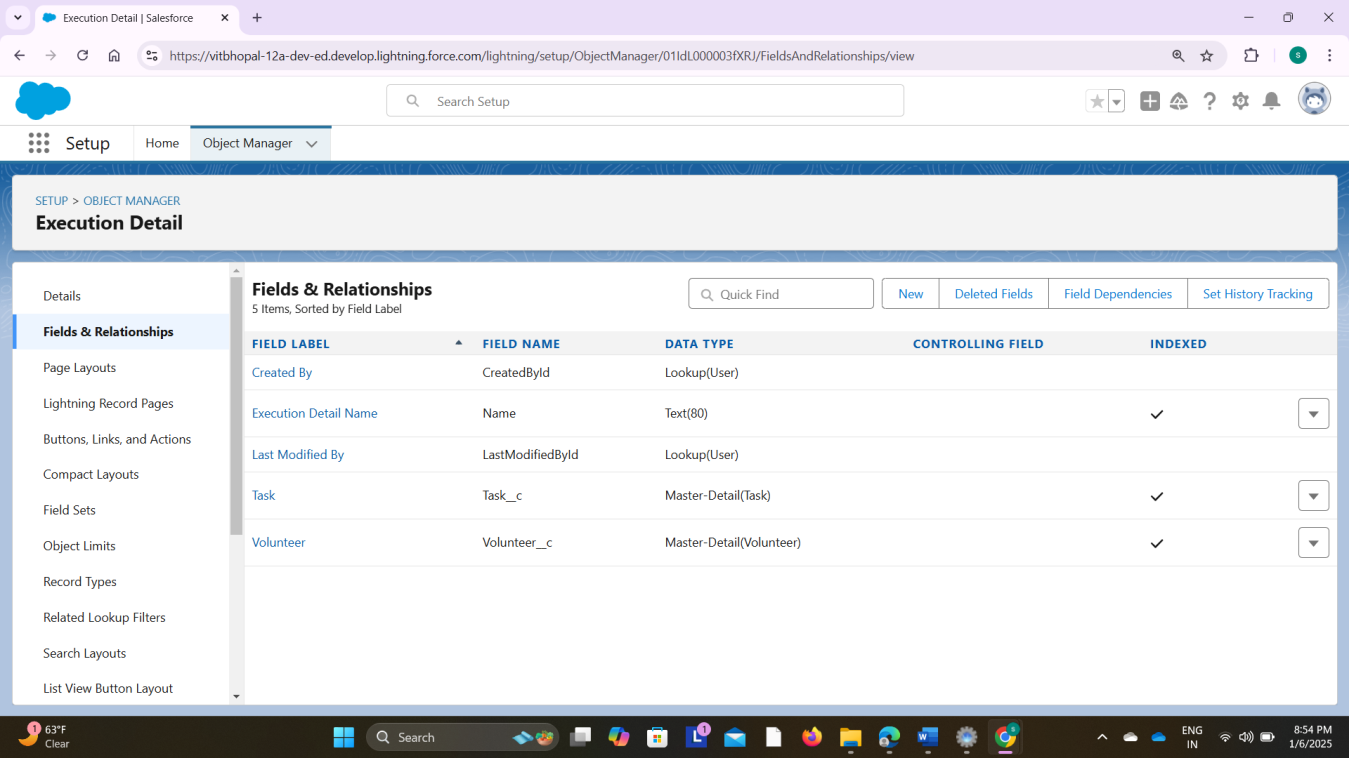 Execution Detail | Salesforce
https://vitbhopal-12a-dev-ed.develop.lightning.force.com/lightning/setup/ObjectManager/01IdL000003fXRJ/FieldsAndRelationships/view
S
Search Setup
Setup
Home
Object Manager
SETUP > OBJECT MANAGER
Execution Detail
Details
Fields & Relationships
Page Layouts
Lightning Record Pages
Buttons, Links, and Actions
Compact Layouts
Field Sets
Object Limits
Record Types
Related Lookup Filters
Search Layouts
List View Button Layout
Fields & Relationships
5 Items, Sorted by Field Label
Quick Find
New
Deleted Fields
Field Dependencies
Set History Tracking
FIELD LABEL FIELD NAME DATA TYPE CONTROLLING FIELD INDEXED
Created By CreatedById Lookup(User)
Execution Detail Name Name Text(80)
Last Modified By LastModifiedById Lookup(User)
Task Task__c Master-Detail(Task)
Volunteer Volunteer__c Master-Detail(Volunteer)
1
63°F
Clear
Search
L
1
W
S
ENG
IN
8:54 PM
1/6/2025